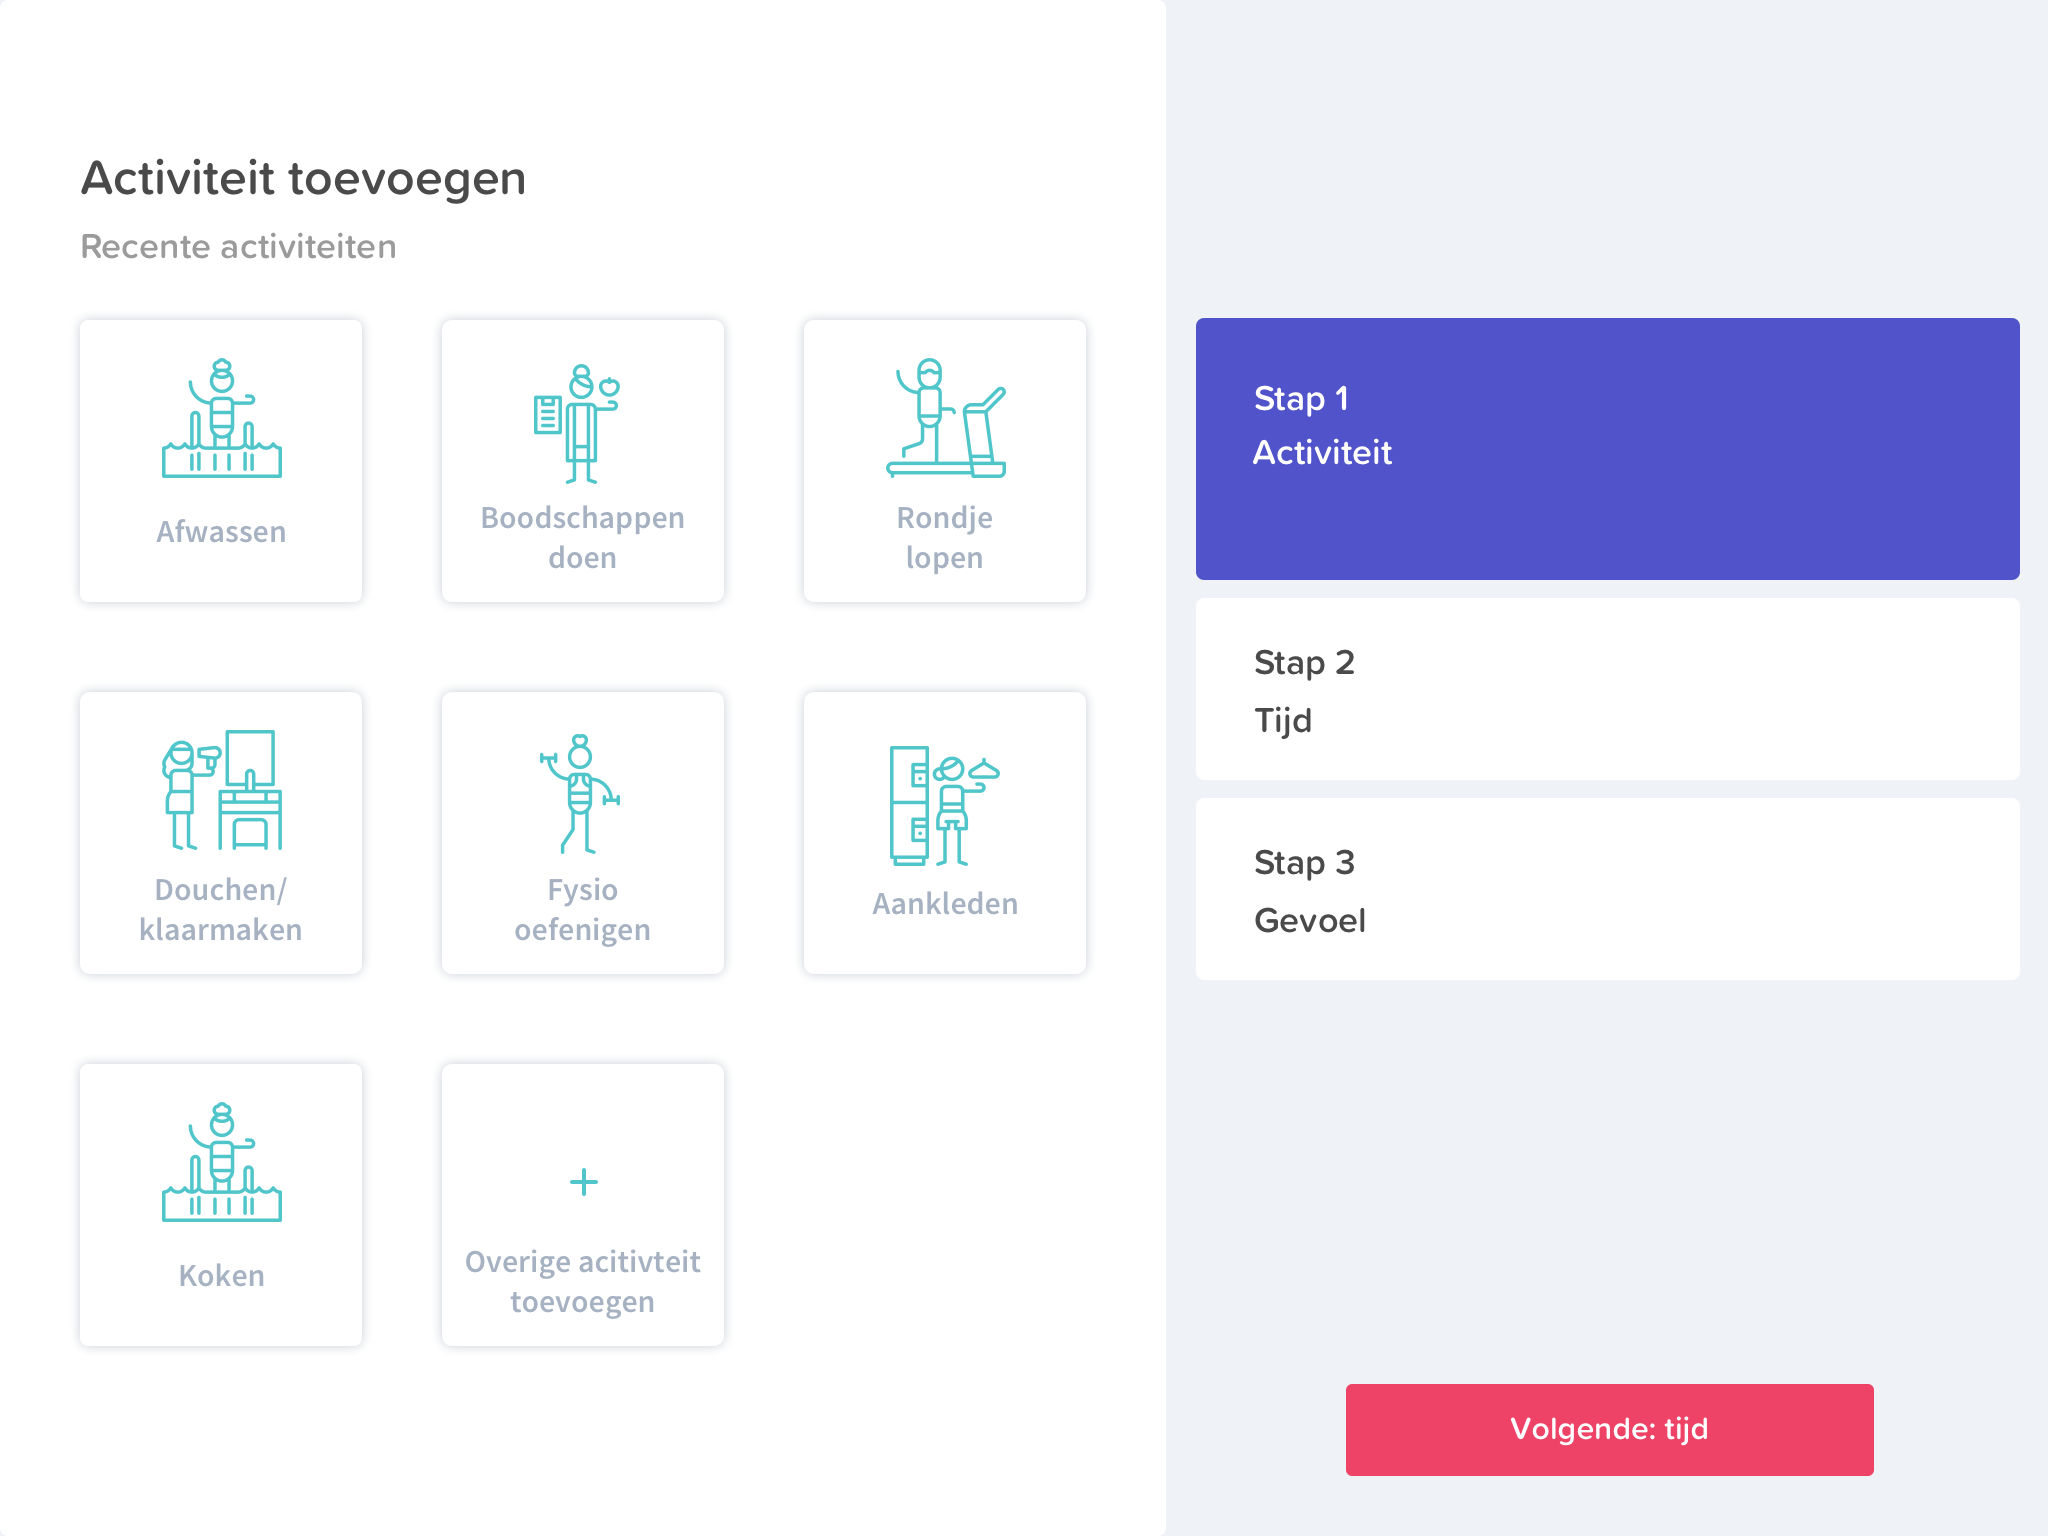 Activiteit toevoegen
Recente activiteiten
Afwassen
Boodschappen
doen
Rondje
lopen
Douchen/
klaarmaken
Fysio
oefenigen
Aankleden
Koken
+
Overige acitivteit
toevoegen
Stap 1
Activiteit
Stap 2
Tijd
Stap 3
Gevoel
Volgende: tijd